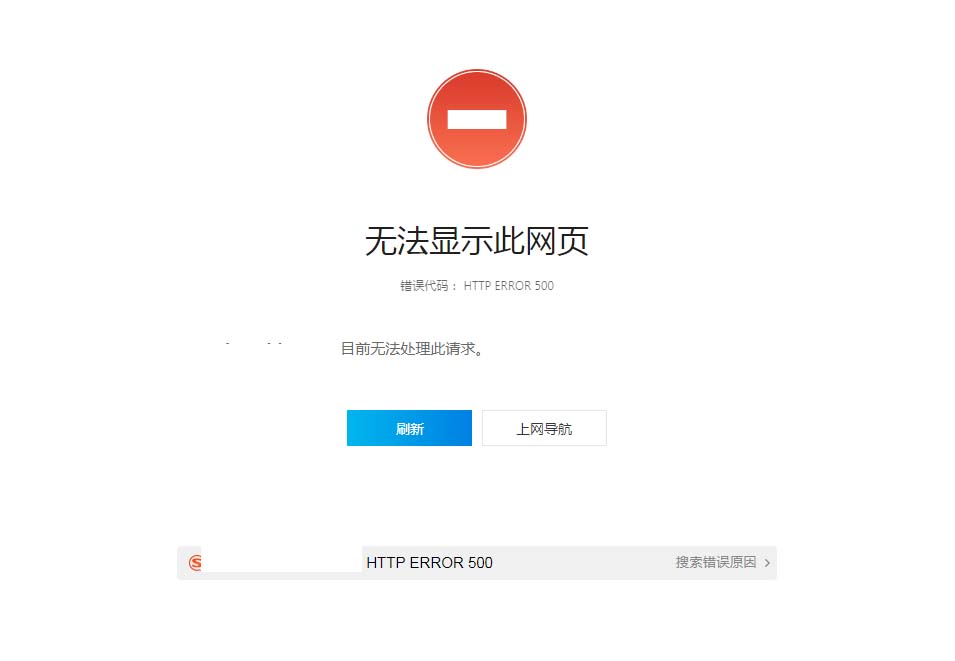 无法显示此网页
错误代码： HTTP ERROR 500
目前无法处理此请求。
刷新
上网导航
HTTP ERROR 500
搜索错误原因